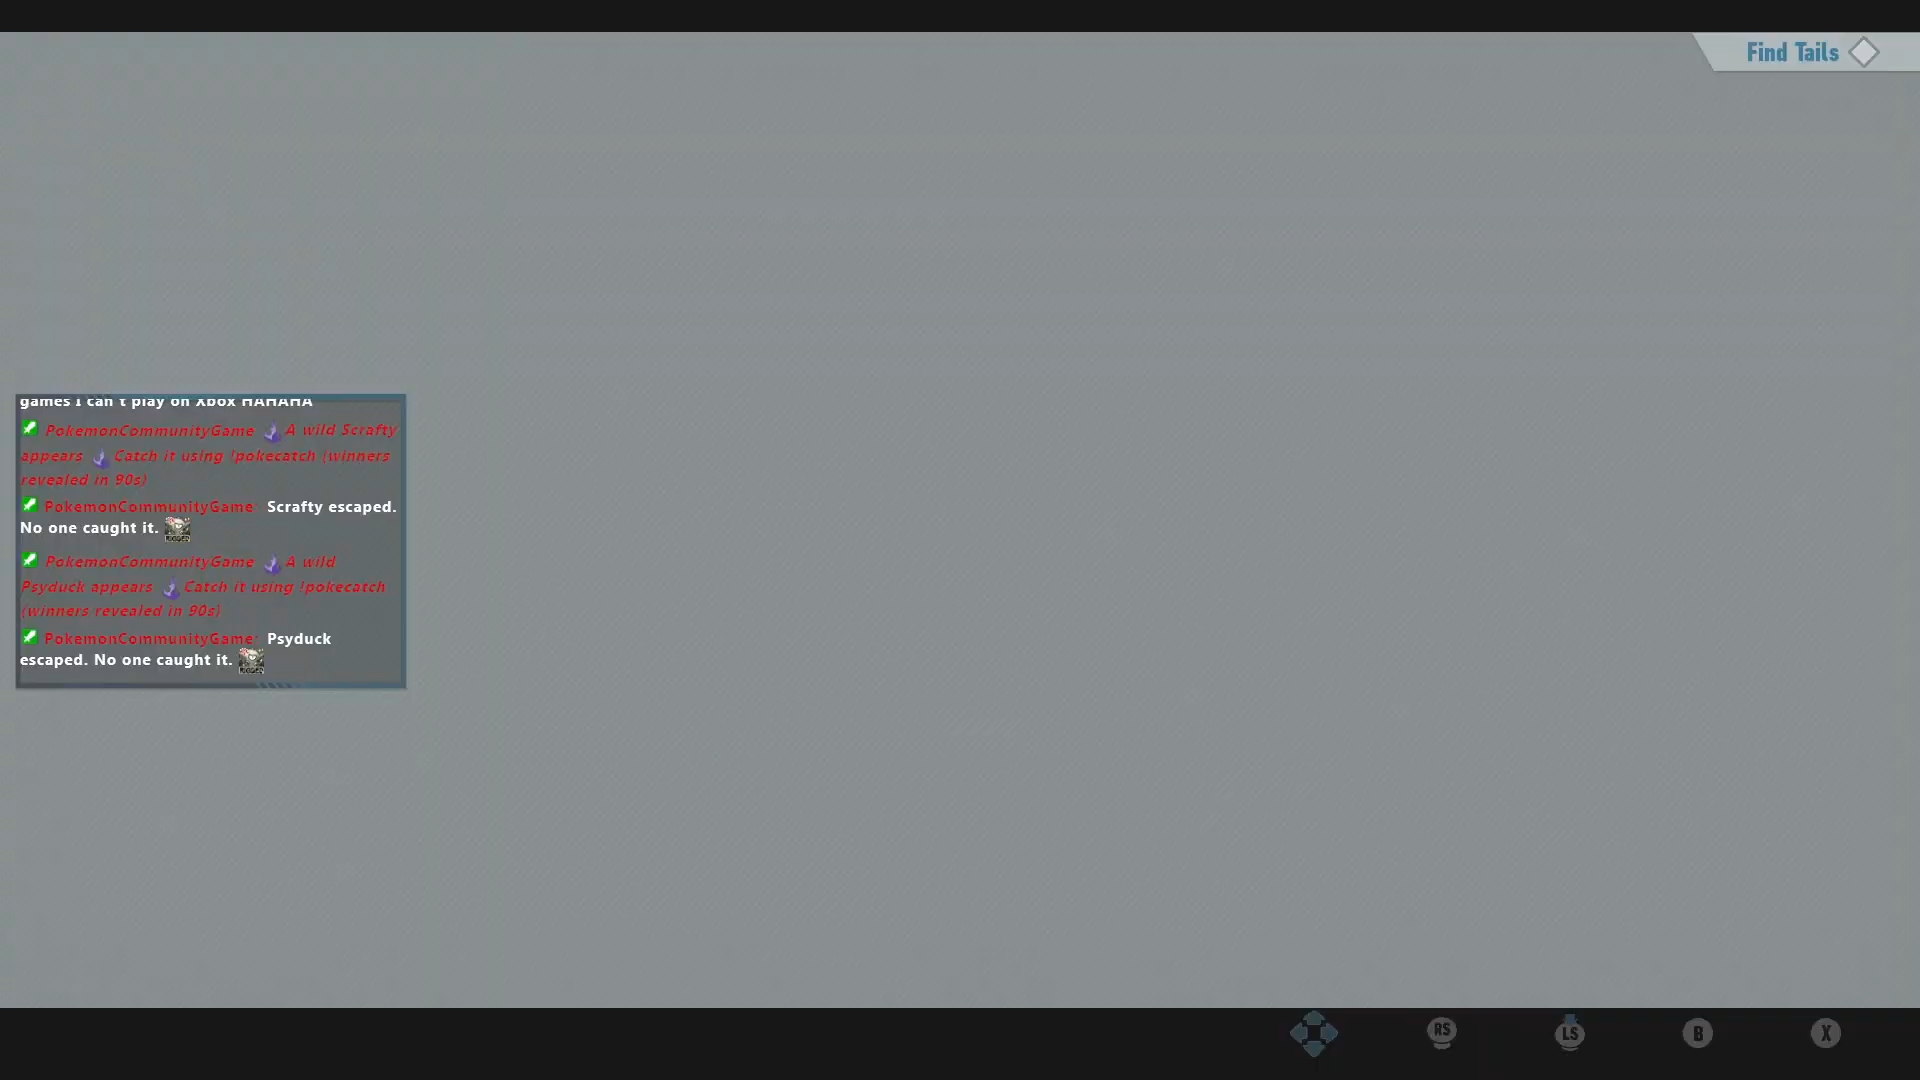 Find Tails
games I can't play on Xbox HAHAHA
PokemonCommunityGame A wild Scrafty
appears Catch it using !pokecatch (winners
revealed in 90s)
PokemonCommunityGame: Scrafty escaped.
No one caught it.
PokemonCommunityGame A wild
Psyduck appears Catch it using !pokecatch
(winners revealed in 90s)
PokemonCommunityGame: Psyduck
escaped. No one caught it.
RS LS B X